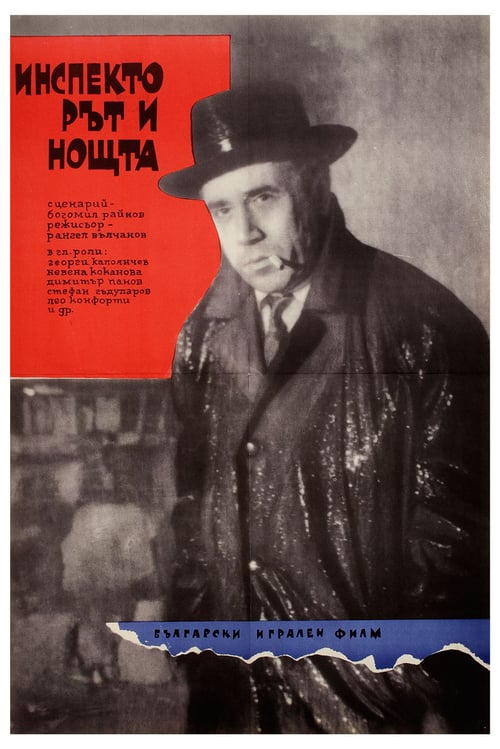 ИНСПЕКТО
РЪТ И
НОЩТА
сценарий-
богомил райнов
режисьор-
рангел вълчанов
в гл. роли:
георги калоянчев
невена коканова
димитър панов
стефан гъдуларов
лео конфорти
и др.
БЪЛГАРСКИ ИГРАЛЕН ФИЛМ